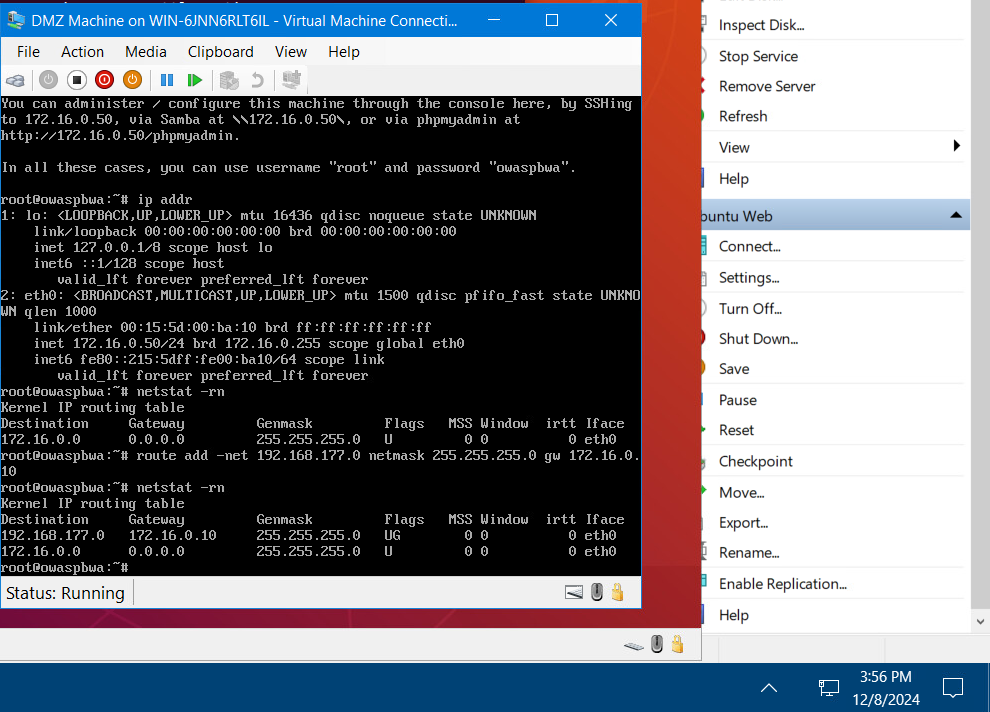 DMZ Machine on WIN-6JNN6RLT6IL - Virtual Machine Connecti...
File Action Media Clipboard View Help
You can administer / configure this machine through the console here, by SSHing
to 172.16.0.50, via Samba at \\172.16.0.50\, or via phpmyadmin at
http://172.16.0.50/phpmyadmin.
In all these cases, you can use username "root" and password "owaspbwa".
root@owaspbwa:~# ip addr
1: lo: <LOOPBACK,UP,LOWER_UP> mtu 16436 qdisc noqueue state UNKNOWN
link/loopback 00:00:00:00:00:00 brd 00:00:00:00:00:00
inet 127.0.0.1/8 scope host lo
inet6 ::1/128 scope host
valid_lft forever preferred_lft forever
2: eth0: <BROADCAST,MULTICAST,UP,LOWER_UP> mtu 1500 qdisc pfifo_fast state UNKNO
WN qlen 1000
link/ether 00:15:5d:00:ba:10 brd ff:ff:ff:ff:ff:ff
inet 172.16.0.50/24 brd 172.16.0.255 scope global eth0
inet6 fe80::215:5dff:fe00:ba10/64 scope link
valid_lft forever preferred_lft forever
root@owaspbwa:~# netstat -rn
Kernel IP routing table
Destination Gateway Genmask Flags MSS Window irtt Iface
172.16.0.0 0.0.0.0 255.255.255.0 U 0 0 0 eth0
root@owaspbwa:~# route add -net 192.168.177.0 netmask 255.255.255.0 gw 172.16.0.
10
root@owaspbwa:~# netstat -rn
Kernel IP routing table
Destination Gateway Genmask Flags MSS Window irtt Iface
192.168.177.0 172.16.0.10 255.255.255.0 UG 0 0 0 eth0
172.16.0.0 0.0.0.0 255.255.255.0 U 0 0 0 eth0
root@owaspbwa:~#
Status: Running
Inspect Disk...
Stop Service
Remove Server
Refresh
View
Help
buntu Web
Connect...
Settings...
Turn Off...
Shut Down...
Save
Pause
Reset
Checkpoint
Move...
Export...
Rename...
Enable Replication...
Help
3:56 PM
12/8/2024